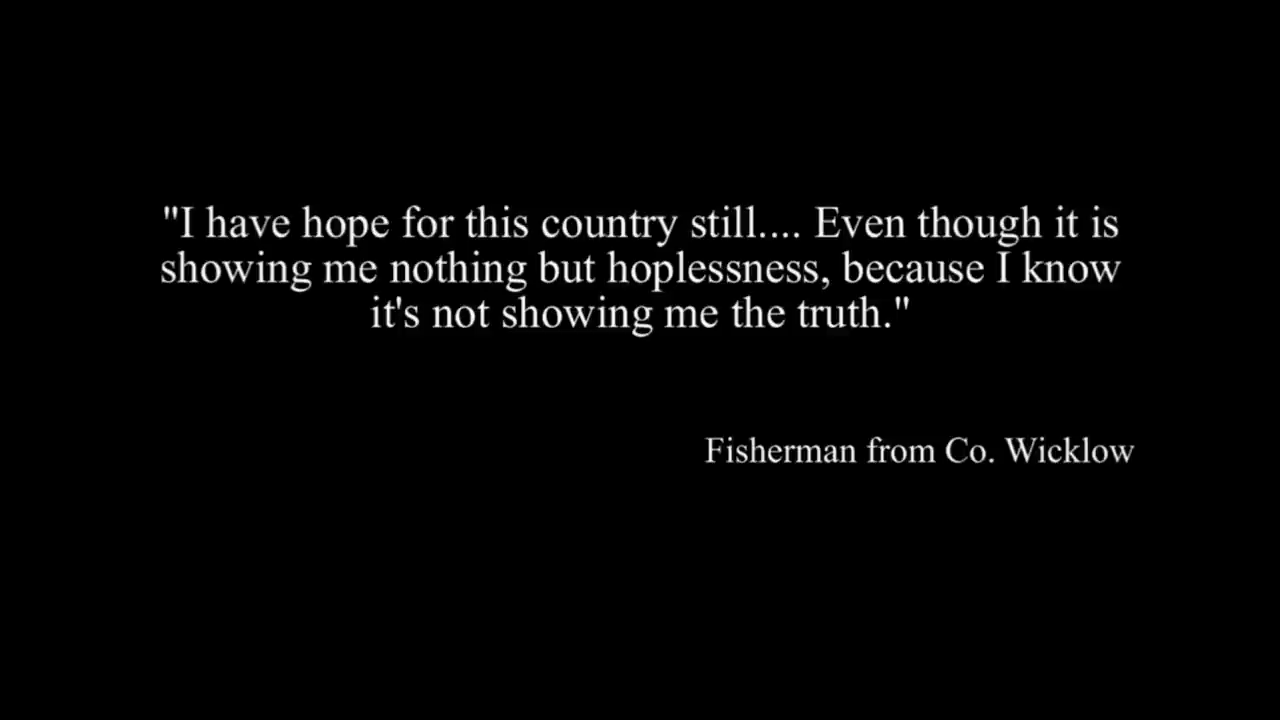 "I have hope for this country still.... Even though it is
showing me nothing but hoplessness, because I know
it's not showing me the truth."
Fisherman from Co. Wicklow